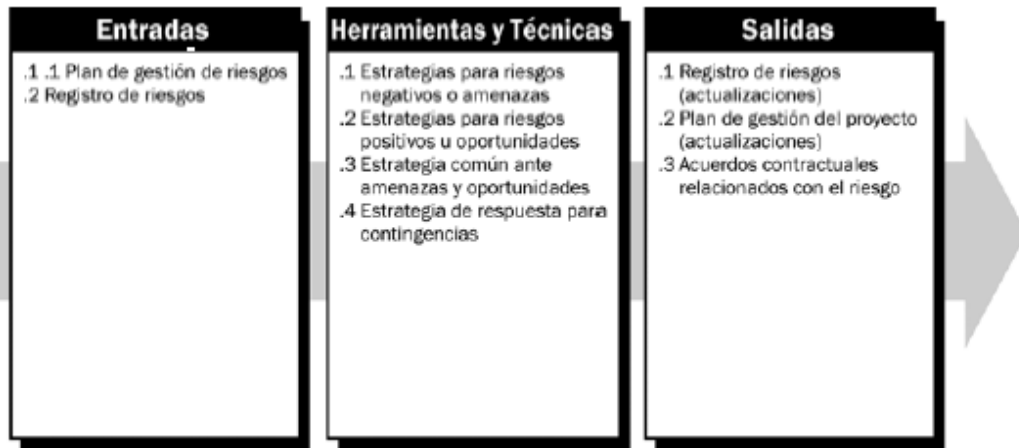 Entradas
.1 .1 Plan de gestión de riesgos
.2 Registro de riesgos
Herramientas y Técnicas
.1 Estrategias para riesgos
negativos o amenazas
.2 Estrategias para riesgos
positivos u oportunidades
.3 Estrategia común ante
amenazas y oportunidades
.4 Estrategia de respuesta para
contingencias
Salidas
.1 Registro de riesgos
(actualizaciones)
.2 Plan de gestión del proyecto
(actualizaciones)
.3 Acuerdos contractuales
relacionados con el riesgo